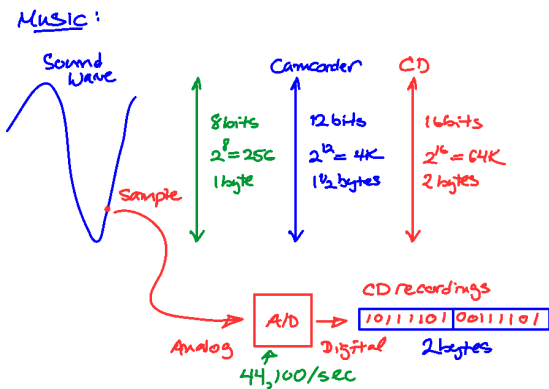 Music:
Sound
Wave
Camcorder
CD
8 bits
2^8 = 256
1 byte
12 bits
2^12 = 4K
1 1/2 bytes
16 bits
2^16 = 64K
2 bytes
Sample
CD recordings
A/D
10111101 00111101
Analog
Digital
2 bytes
44,100/sec